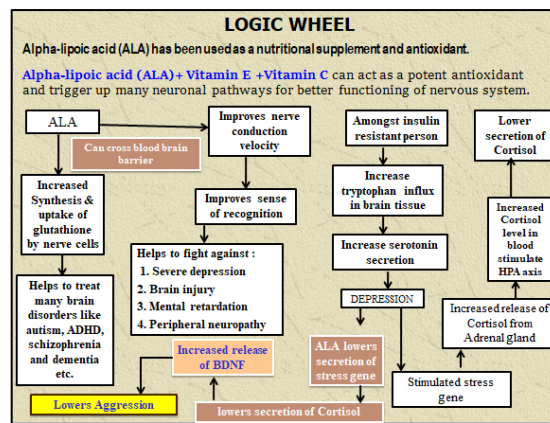 LOGIC WHEEL
Alpha-lipoic acid (ALA) has been used as a nutritional supplement and antioxidant.
Alpha-lipoic acid (ALA)+ Vitamin E +Vitamin C can act as a potent antioxidant
and trigger up many neuronal pathways for better functioning of nervous system.
ALA
Can cross blood brain
barrier
Increased
Synthesis &
uptake of
glutathione
by nerve cells
Helps to treat
many brain
disorders like
autism, ADHD,
schizophrenia
and dementia
etc.
Improves nerve
conduction
velocity
Improves sense
of recognition
Helps to fight against :
1. Severe depression
2. Brain injury
3. Mental retardation
4. Peripheral neuropathy
Increased release
of BDNF
Lowers Aggression
lowers secretion of Cortisol
Amongst insulin
resistant person
Increase
tryptophan influx
in brain tissue
Increase serotonin
secretion
DEPRESSION
ALA lowers
secretion of
stress gene
Stimulated stress
gene
Increased release of
Cortisol from
Adrenal gland
Increased
Cortisol
level in
blood
stimulate
HPA axis
Lower
secretion of
Cortisol